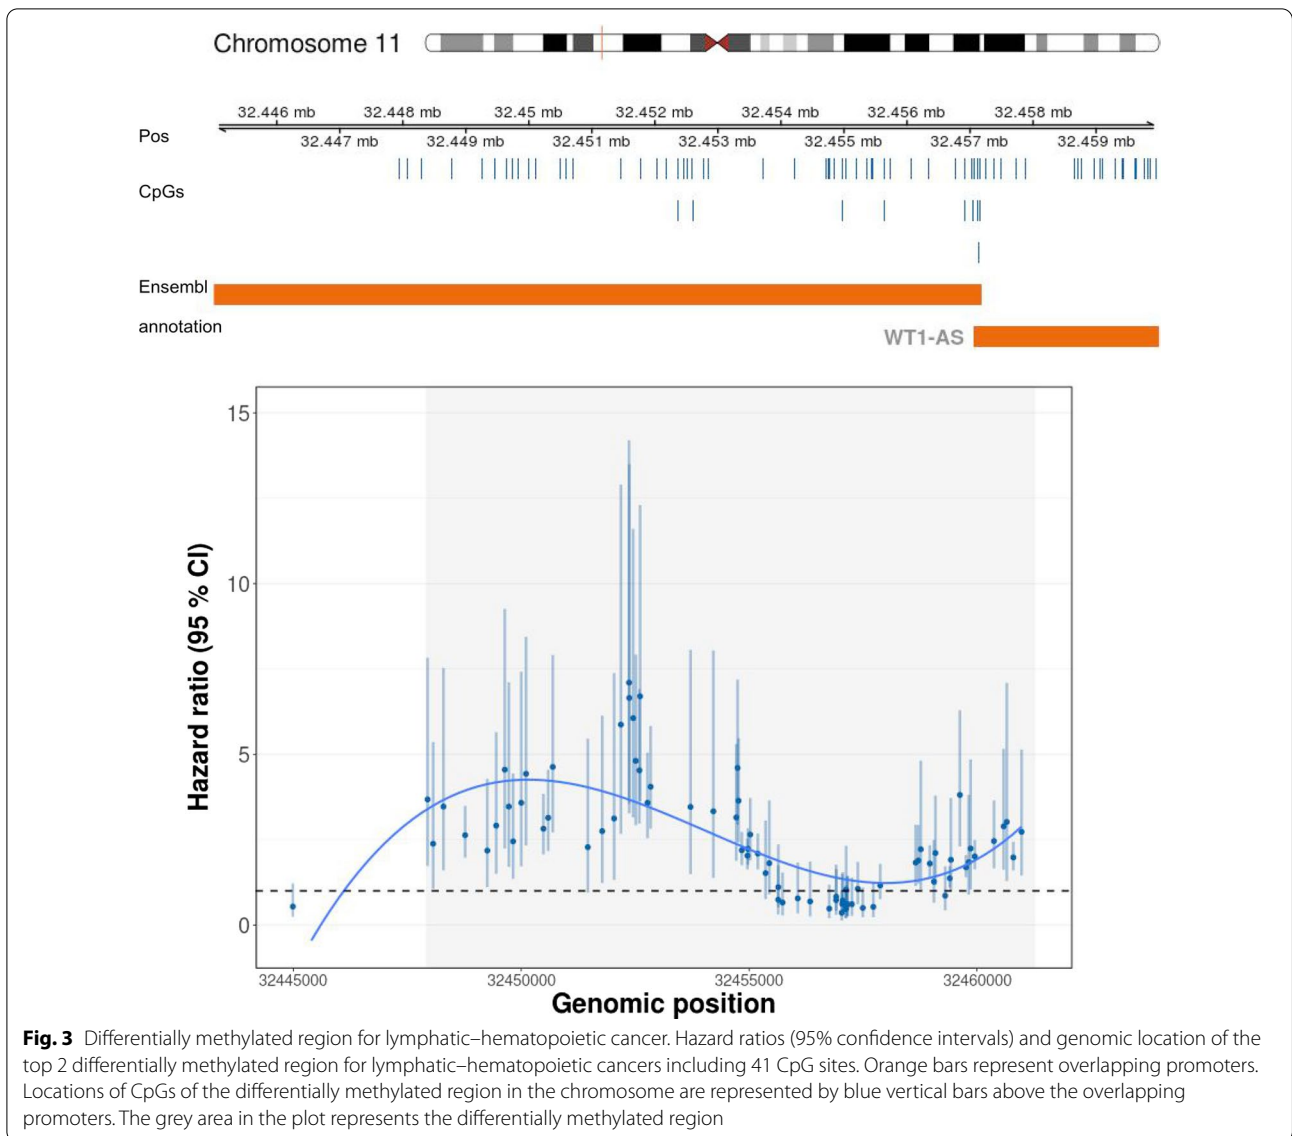 Chromosome 11
32.446 mb 32.448 mb 32.45 mb 32.452 mb 32.454 mb 32.456 mb 32.458 mb
Pos
32.447 mb 32.449 mb 32.451 mb 32.453 mb 32.455 mb 32.457 mb 32.459 mb
CpGs
Ensembl
annotation
WT1-AS
15
10
5
0
Hazard ratio (95 % CI)
32445000 32450000 32455000 32460000
Genomic position
Fig. 3 Differentially methylated region for lymphatic–hematopoietic cancer. Hazard ratios (95% confidence intervals) and genomic location of the
top 2 differentially methylated region for lymphatic–hematopoietic cancers including 41 CpG sites. Orange bars represent overlapping promoters.
Locations of CpGs of the differentially methylated region in the chromosome are represented by blue vertical bars above the overlapping
promoters. The grey area in the plot represents the differentially methylated region